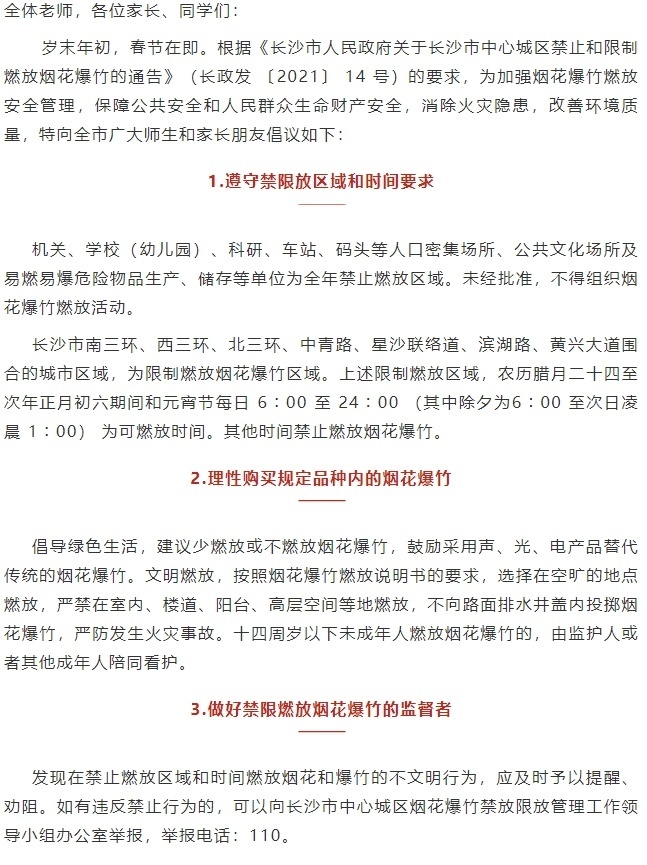 全体老师，各位家长、同学们：
岁末年初，春节在即。根据《长沙市人民政府关于长沙市中心城区禁止和限制
燃放烟花爆竹的通告》（长政发 〔2021〕 14 号）的要求，为加强烟花爆竹燃放
安全管理，保障公共安全和人民群众生命财产安全，消除火灾隐患，改善环境质
量，特向全市广大师生和家长朋友倡议如下：
1.遵守禁限放区域和时间要求
机关、学校（幼儿园）、科研、车站、码头等人口密集场所、公共文化场所及
易燃易爆危险物品生产、储存等单位为全年禁止燃放区域。未经批准，不得组织烟
花爆竹燃放活动。
长沙市南三环、西三环、北三环、中青路、星沙联络道、滨湖路、黄兴大道围
合的城市区域，为限制燃放烟花爆竹区域。上述限制燃放区域，农历腊月二十四至
次年正月初六期间和元宵节每日 6∶00 至 24∶00 （其中除夕为6∶00 至次日凌
晨 1∶00） 为可燃放时间。其他时间禁止燃放烟花爆竹。
2.理性购买规定品种内的烟花爆竹
倡导绿色生活，建议少燃放或不燃放烟花爆竹，鼓励采用声、光、电产品替代
传统的烟花爆竹。文明燃放，按照烟花爆竹燃放说明书的要求，选择在空旷的地点
燃放，严禁在室内、楼道、阳台、高层空间等地燃放，不向路面排水井盖内投掷烟
花爆竹，严防发生火灾事故。十四周岁以下未成年人燃放烟花爆竹的，由监护人或
者其他成年人陪同看护。
3.做好禁限燃放烟花爆竹的监督者
发现在禁止燃放区域和时间燃放烟花和爆竹的不文明行为，应及时予以提醒、
劝阻。如有违反禁止行为的，可以向长沙市中心城区烟花爆竹禁放限放管理工作领
导小组办公室举报，举报电话：110。